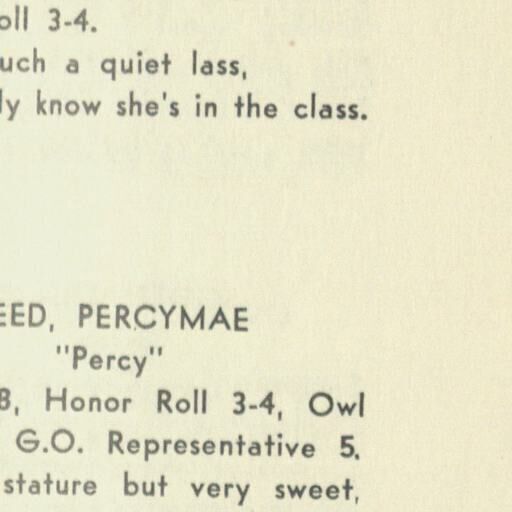 oll 3-4.
uch a quiet lass,
ly know she's in the class.
EED, PERCYMAE
"Percy"
B, Honor Roll 3-4, Owl
G.O. Representative 5.
stature but very sweet,